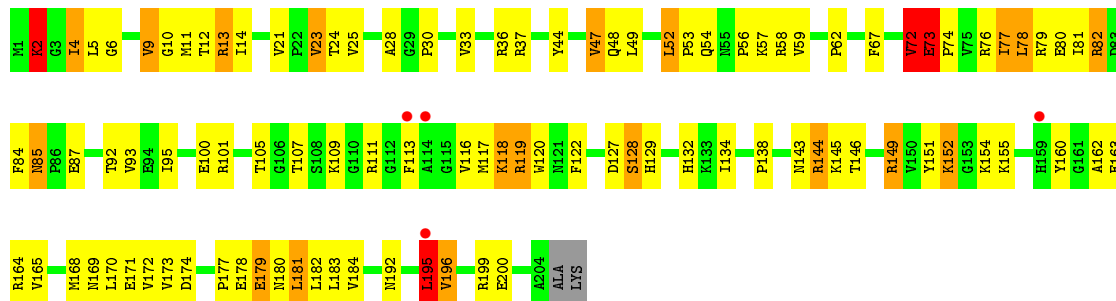 M1 K2 G3 I4 L5 G6 V9 G10 M11 T12 R13 I14 V21 P22 V23 T24 V25 A28 G29 P30 V33 R36 R37 Y44 V47 Q48 L49 L52 P53 Q54 N55 P56 K57 R58 V59 P62 F67 V72 E73 P74 V75 R76 I77 L78 R79 E80 I81 R82
F84 N85 P86 E87 T92 V93 E94 I95 E100 R101 T105 G106 T107 S108 K109 G110 R111 G112 F113 A114 G115 V116 M117 K118 R119 W120 N121 F122 D127 S128 H129 H132 K133 I134 P138 N143 R144 K145 T146 R149 V150 Y151 K152 G153 K154 K155 H159 Y160 G161 A162
R164 V165 M168 N169 L170 E171 V172 V173 D174 P177 E178 E179 N180 L181 L182 L183 V184 N192 L195 V196 R199 E200 A204 ALA LYS